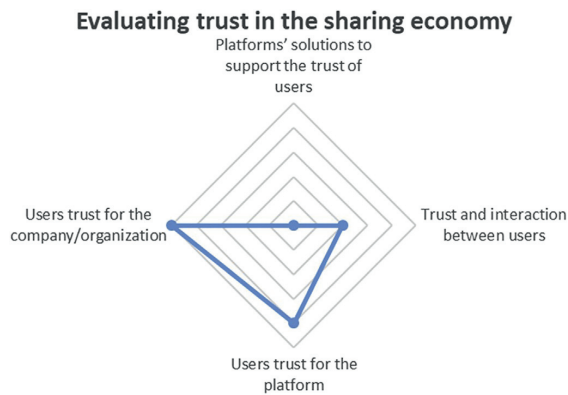 Evaluating trust in the sharing economy
Platforms’ solutions to
support the trust of
users
Users trust for the
company/organization
Trust and interaction
between users
Users trust for the
platform